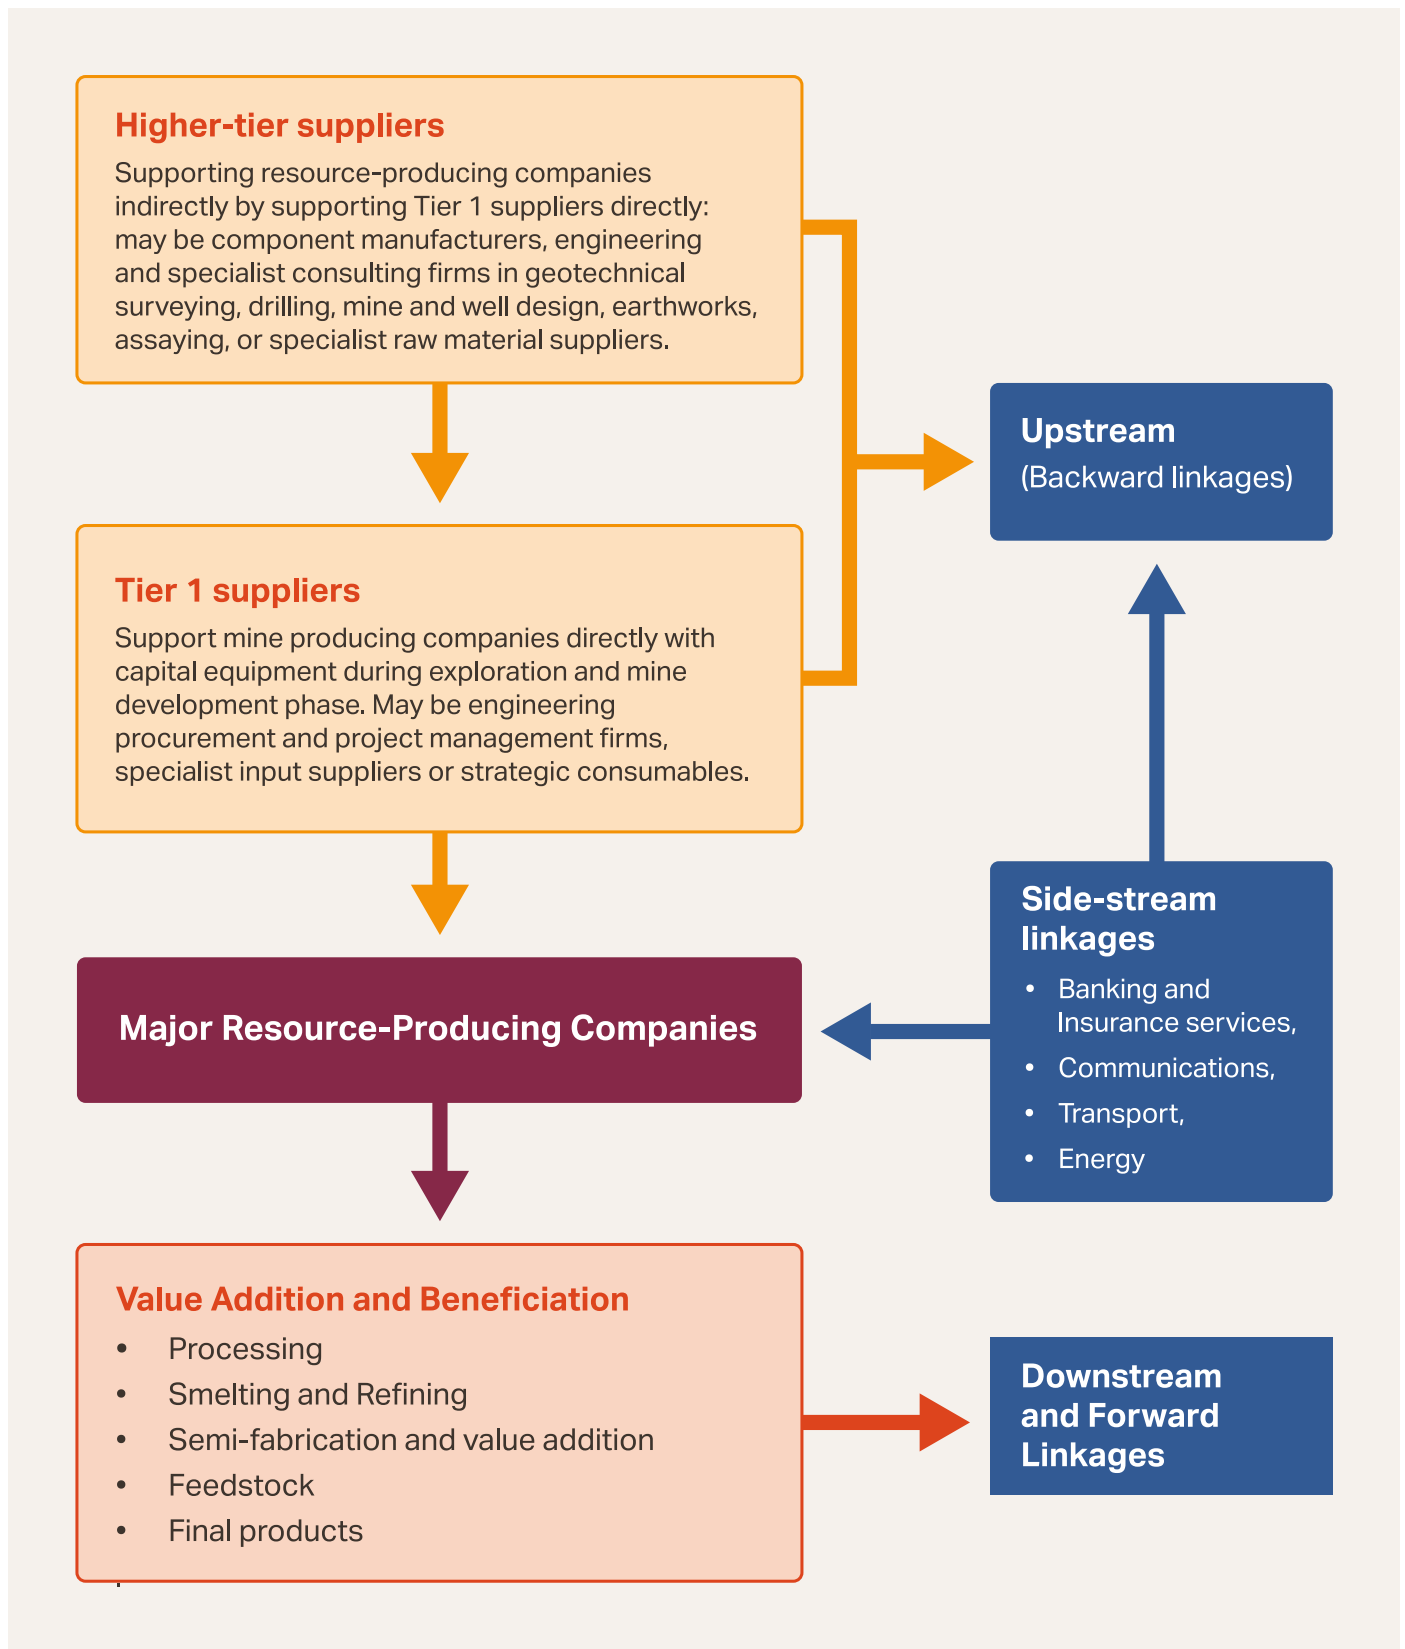 Higher-tier suppliers
Supporting resource-producing companies
indirectly by supporting Tier 1 suppliers directly:
may be component manufacturers, engineering
and specialist consulting firms in geotechnical
surveying, drilling, mine and well design, earthworks,
assaying, or specialist raw material suppliers.
Upstream
(Backward linkages)
Tier 1 suppliers
Support mine producing companies directly with
capital equipment during exploration and mine
development phase. May be engineering
procurement and project management firms,
specialist input suppliers or strategic consumables.
Major Resource-Producing Companies
Side-stream
linkages
• Banking and
Insurance services,
• Communications,
• Transport,
• Energy
Value Addition and Beneficiation
• Processing
• Smelting and Refining
• Semi-fabrication and value addition
• Feedstock
• Final products
Downstream
and Forward
Linkages